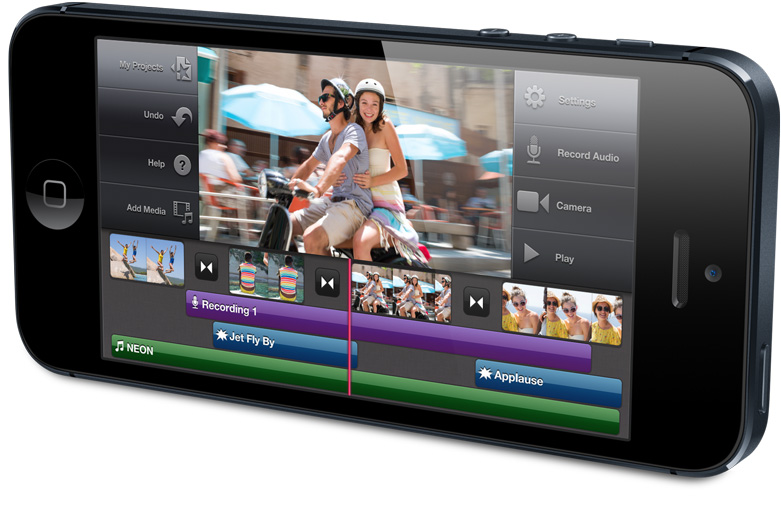 My Projects
Undo
Help
Add Media
Settings
Record Audio
Camera
Play
Recording 1
Jet Fly By
Applause
NEON